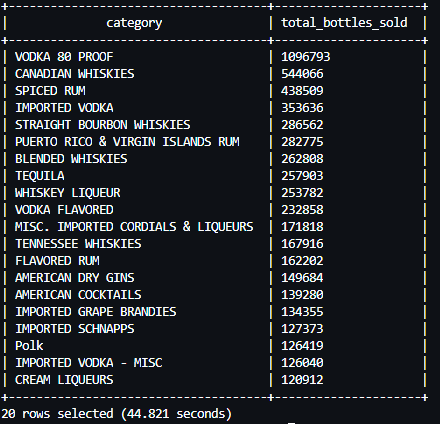 +----------------------------------+-------------------+
|             category             | total_bottles_sold |
+----------------------------------+-------------------+
| VODKA 80 PROOF | 1096793 |
| CANADIAN WHISKIES | 544066 |
| SPICED RUM | 438509 |
| IMPORTED VODKA | 353636 |
| STRAIGHT BOURBON WHISKIES | 286562 |
| PUERTO RICO & VIRGIN ISLANDS RUM | 282775 |
| BLENDED WHISKIES | 262808 |
| TEQUILA | 257903 |
| WHISKEY LIQUEUR | 253782 |
| VODKA FLAVORED | 232858 |
| MISC. IMPORTED CORDIALS & LIQUEURS | 171818 |
| TENNESSEE WHISKIES | 167916 |
| FLAVORED RUM | 162202 |
| AMERICAN DRY GINS | 149684 |
| AMERICAN COCKTAILS | 139280 |
| IMPORTED GRAPE BRANDIES | 134355 |
| IMPORTED SCHNAPPS | 127373 |
| Polk | 126419 |
| IMPORTED VODKA - MISC | 126040 |
| CREAM LIQUEURS | 120912 |
+----------------------------------+-------------------+
20 rows selected (44.821 seconds)